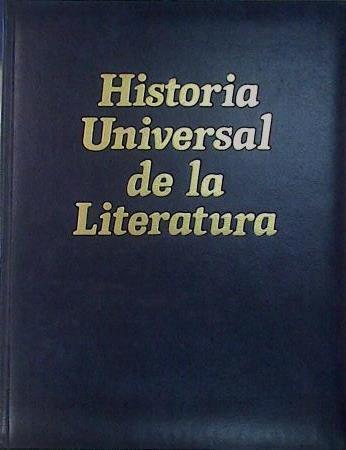 Historia
Universal
de la
Literatura